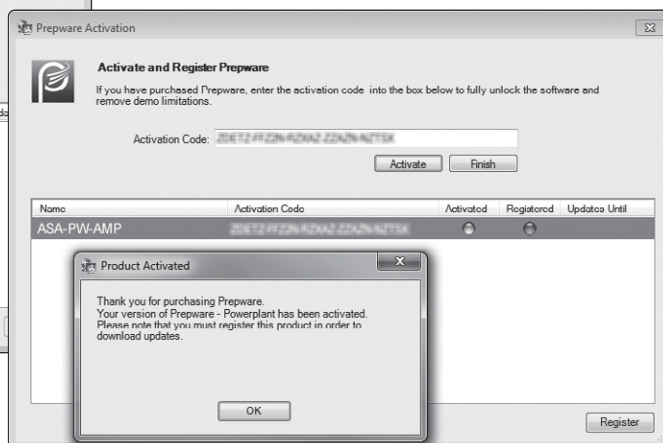 Prepware Activation
Activate and Register Prepware
If you have purchased Prepware, enter the activation code into the box below to fully unlock the software and
remove demo limitations.
Activation Code:
Activate Finish
Name Activation Code Activated Registered Updates Until
ASA-PW-AMP
Product Activated
Thank you for purchasing Prepware.
Your version of Prepware - Powerplant has been activated.
Please note that you must register this product in order to
download updates.
OK
Register